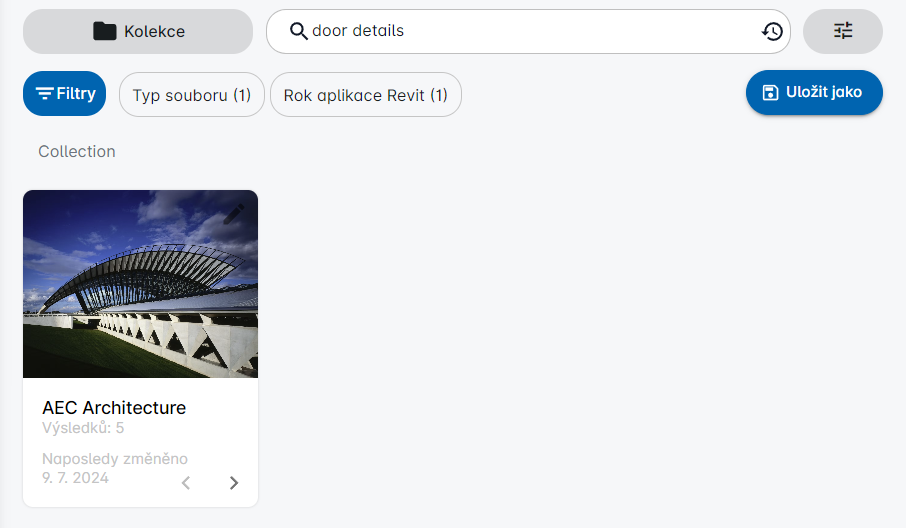 Kolekce
door details
Filtry
Typ souboru (1)
Rok aplikace Revit (1)
Uložit jako
Collection
AEC Architecture
Výsledků: 5
Naposledy změněno
9. 7. 2024